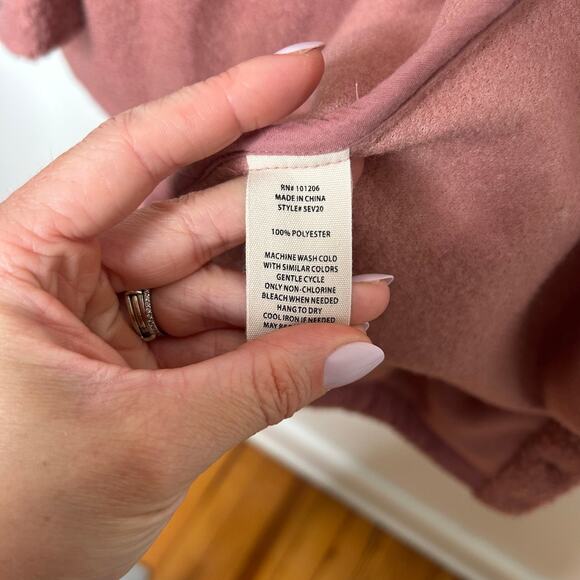 RN# 101206
MADE IN CHINA
STYLE# SEV20
100% POLYESTER
MACHINE WASH COLD
WITH SIMILAR COLORS
GENTLE CYCLE
ONLY NON-CHLORINE
BLEACH WHEN NEEDED
HANG TO DRY
COOL IRON IF NEEDED
MAY